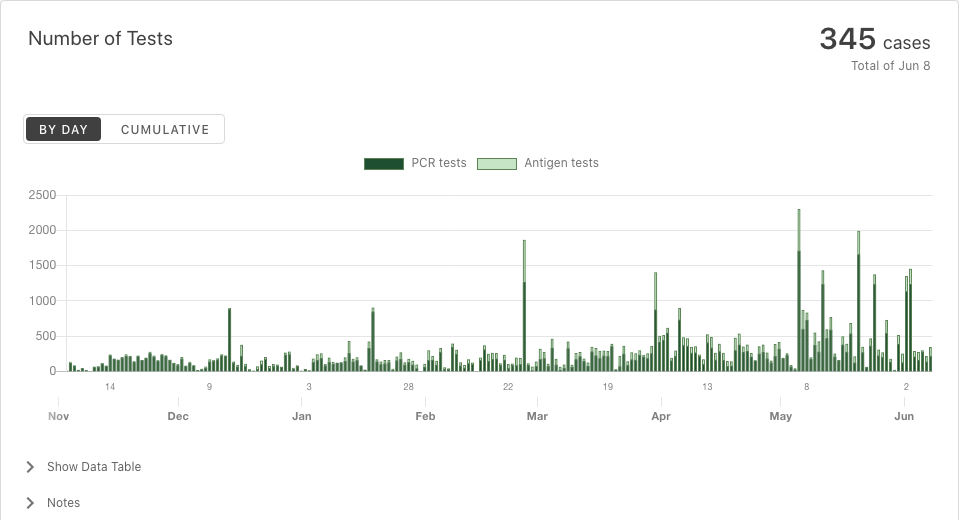 Number of Tests
345 cases
Total of Jun 8
BY DAY CUMULATIVE
PCR tests Antigen tests
2500
2000
1500
1000
500
0
14 9 3 28 22 19 13 8 2
Nov Dec Jan Feb Mar Apr May Jun
Show Data Table
Notes